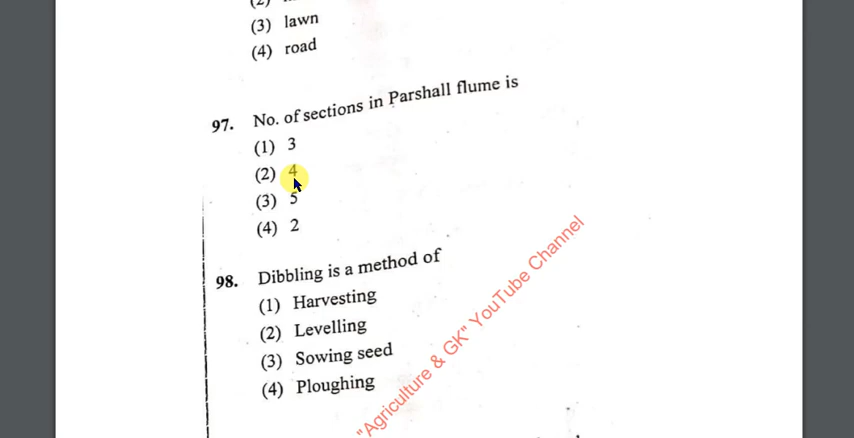 (3) lawn
(4) road
97. No. of sections in Parshall flume is
(1) 3
(2) 4
(3) 5
(4) 2
98. Dibbling is a method of
(1) Harvesting
(2) Levelling
(3) Sowing seed
(4) Ploughing
"Agriculture & GK" YouTube Channel